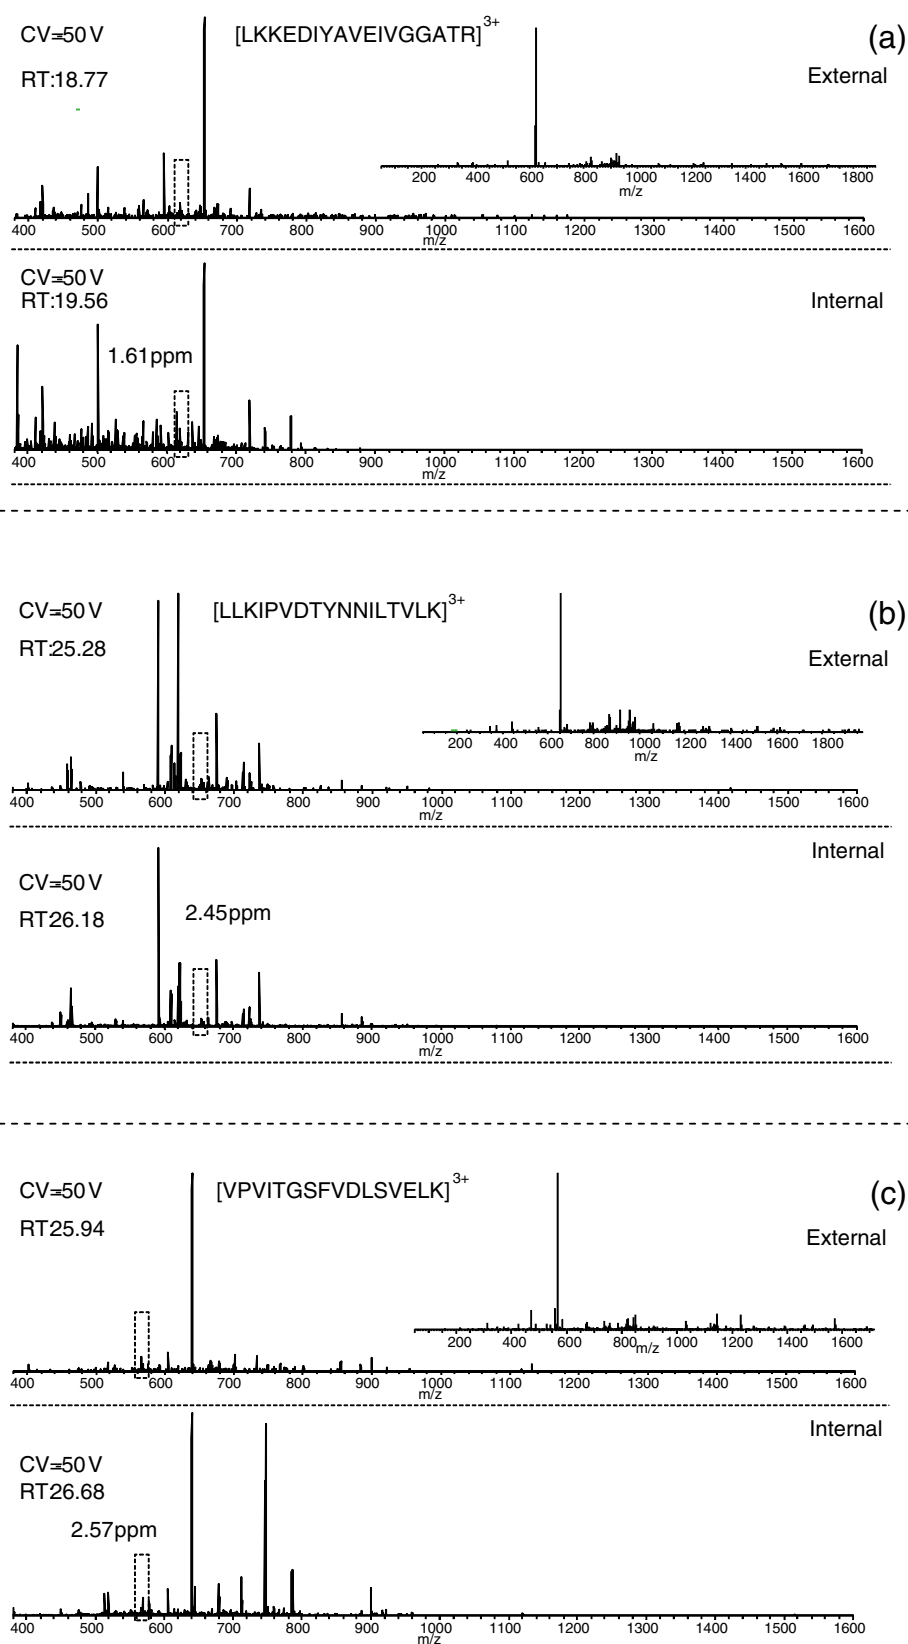 CV=-50 V
[LKKEDIYAVEIVGGATR]3+
(a)
RT:18.77
External
200 400 600 800 1000 1200 1400 1600 1800
m/z
400 500 600 700 800 900 1000 1100 1200 1300 1400 1500 1600
m/z
CV=-50 V
RT:19.56
Internal
1.61ppm
400 500 600 700 800 900 1000 1100 1200 1300 1400 1500 1600
m/z
CV=-50 V
[LLKIPVDTYNNILTVLK]3+
(b)
RT:25.28
External
200 400 600 800 1000 1200 1400 1600 1800
m/z
400 500 600 700 800 900 1000 1100 1200 1300 1400 1500 1600
m/z
Internal
CV=-50 V
RT26.18
2.45ppm
400 500 600 700 800 900 1000 1100 1200 1300 1400 1500 1600
m/z
CV=-50 V
[VPVITGSFVDLSVELK]3+
(c)
RT25.94
External
200 400 600 800 1000 1200 1400 1600
m/z
400 500 600 700 800 900 1000 1100 1200 1300 1400 1500 1600
m/z
Internal
CV=-50 V
RT26.68
2.57ppm
400 500 600 700 800 900 1000 1100 1200 1300 1400 1500 1600
m/z